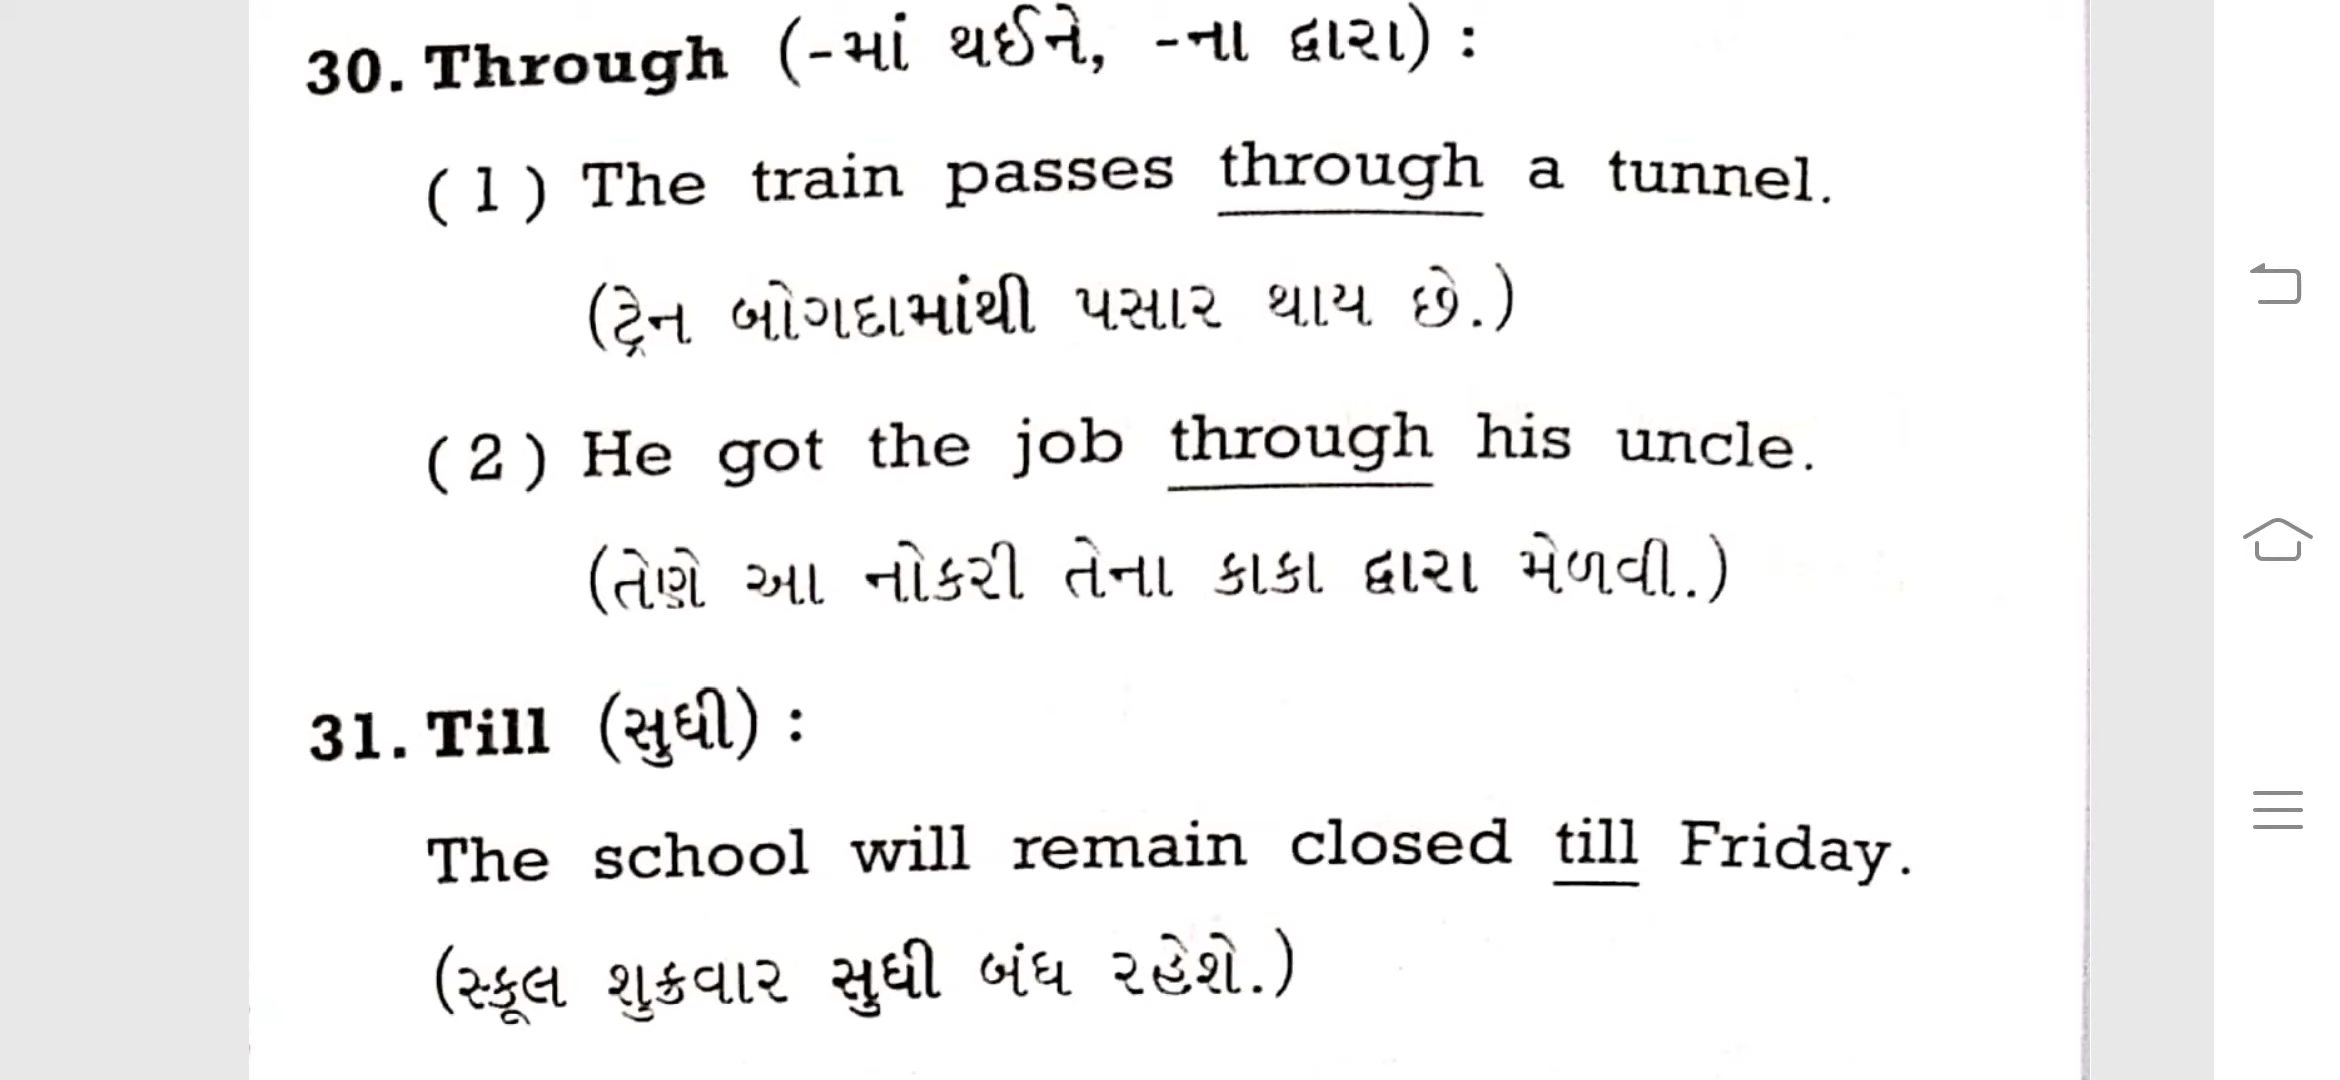 30. Through (-માં થઈને, -ના દ્વારા) :
(1) The train passes through a tunnel.
(ટ્રેન બોગદામાંથી પસાર થાય છે.)
(2) He got the job through his uncle.
(તેણે આ નોકરી તેના કાકા દ્વારા મેળવી.)
31. Till (સુધી) :
The school will remain closed till Friday.
(સ્કૂલ શુક્રવાર સુધી બંધ રહેશે.)